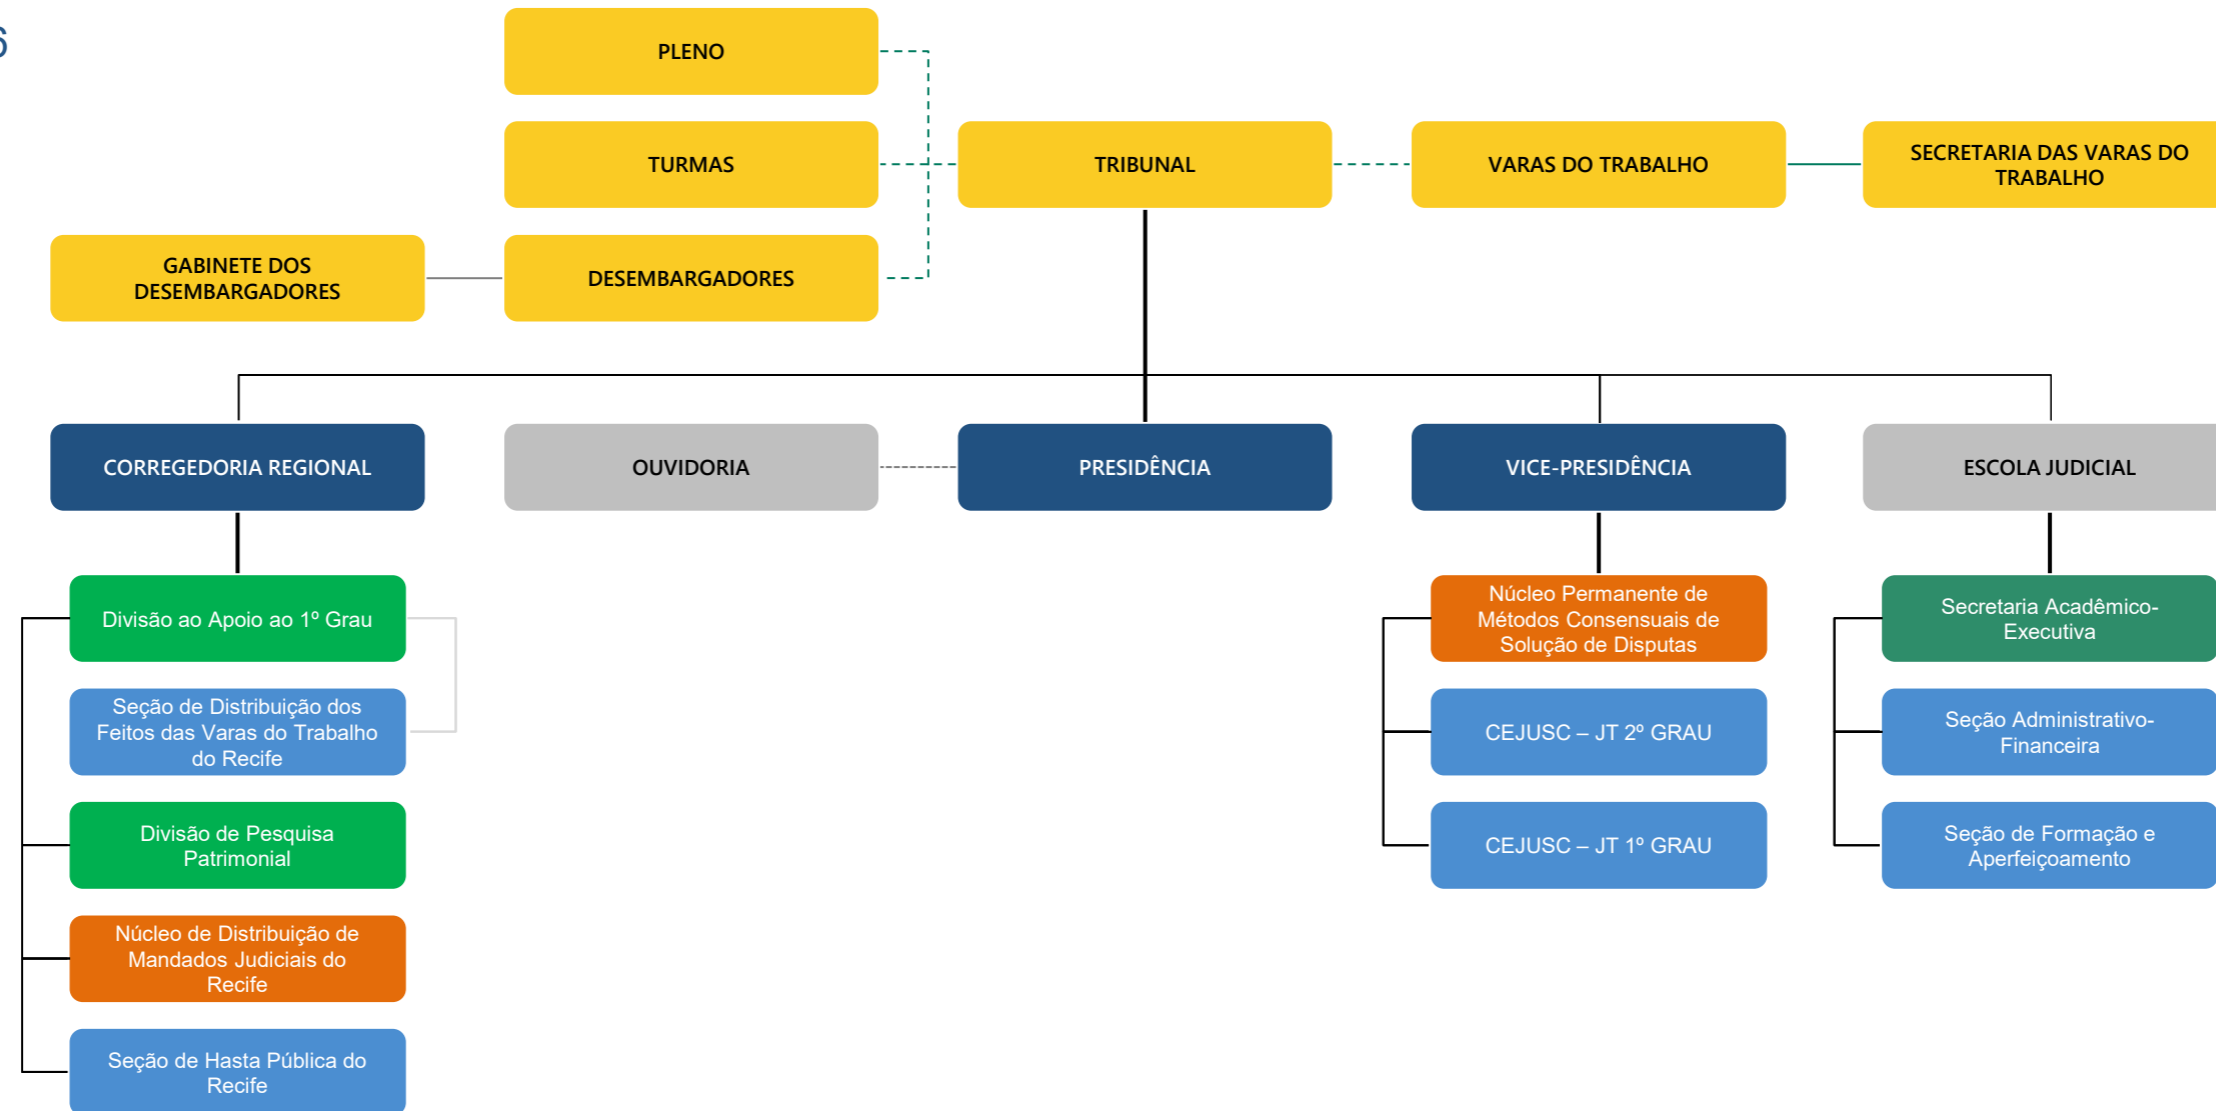 6
PLENO
TURMAS
TRIBUNAL
VARAS DO TRABALHO
SECRETARIA DAS VARAS DO
TRABALHO
GABINETE DOS
DESEMBARGADORES
DESEMBARGADORES
CORREGEDORIA REGIONAL
OUVIDORIA
PRESIDÊNCIA
VICE-PRESIDÊNCIA
ESCOLA JUDICIAL
Divisão ao Apoio ao 1º Grau
Seção de Distribuição dos
Feitos das Varas do Trabalho
do Recife
Divisão de Pesquisa
Patrimonial
Núcleo de Distribuição de
Mandados Judiciais do
Recife
Seção de Hasta Pública do
Recife
Núcleo Permanente de
Métodos Consensuais de
Solução de Disputas
CEJUSC – JT 2º GRAU
CEJUSC – JT 1º GRAU
Secretaria Acadêmico-
Executiva
Seção Administrativo-
Financeira
Seção de Formação e
Aperfeiçoamento